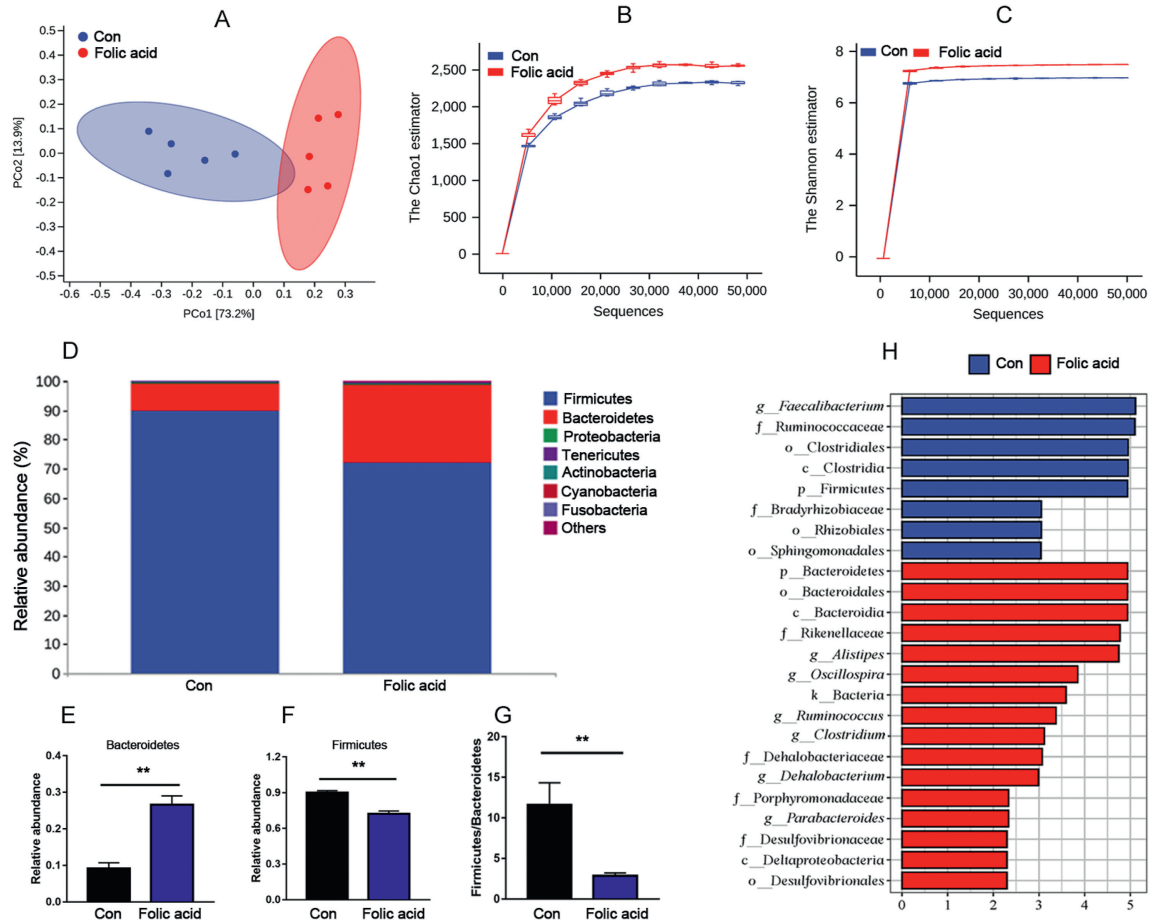 A
Con
Folic acid
0.5
0.4
0.3
0.2
0.1
0.0
-0.1
-0.2
-0.3
-0.4
-0.5
PCo2 [13.9%]
-0.6 -0.5 -0.4 -0.3 -0.2 -0.1 0.0 0.1 0.2 0.3
PCo1 [73.2%]
B
Con
Folic acid
2,500
2,000
1,500
1,000
500
0
The Chao1 estimator
0 10,000 20,000 30,000 40,000 50,000
Sequences
C
Con Folic acid
8
6
4
2
0
The Shannon estimator
0 10,000 20,000 30,000 40,000 50,000
Sequences
D
100
90
80
70
60
50
40
30
20
10
0
Relative abundance (%)
Con Folic acid
Firmicutes
Bacteroidetes
Proteobacteria
Tenericutes
Actinobacteria
Cyanobacteria
Fusobacteria
Others
E
Bacteroidetes
**
0.4
0.3
0.2
0.1
0.0
Relative abundance
Con Folic acid
F
Firmicutes
**
1.2
0.9
0.6
0.3
0.0
Relative abundance
Con Folic acid
G
**
20
15
10
5
0
Firmicutes/Bacteroidetes
Con Folic acid
H
Con Folic acid
g__Faecalibacterium
f__Ruminococcaceae
o__Clostridiales
c__Clostridia
p__Firmicutes
f__Bradyrhizobiaceae
o__Rhizobiales
o__Sphingomonadales
p__Bacteroidetes
o__Bacteroidales
c__Bacteroidia
f__Rikenellaceae
g__Alistipes
g__Oscillospira
k__Bacteria
g__Ruminococcus
g__Clostridium
f__Dehalobacteriaceae
g__Dehalobacterium
f__Porphyromonadaceae
g__Parabacteroides
f__Desulfovibrionaceae
c__Deltaproteobacteria
o__Desulfovibrionales
0 1 2 3 4 5